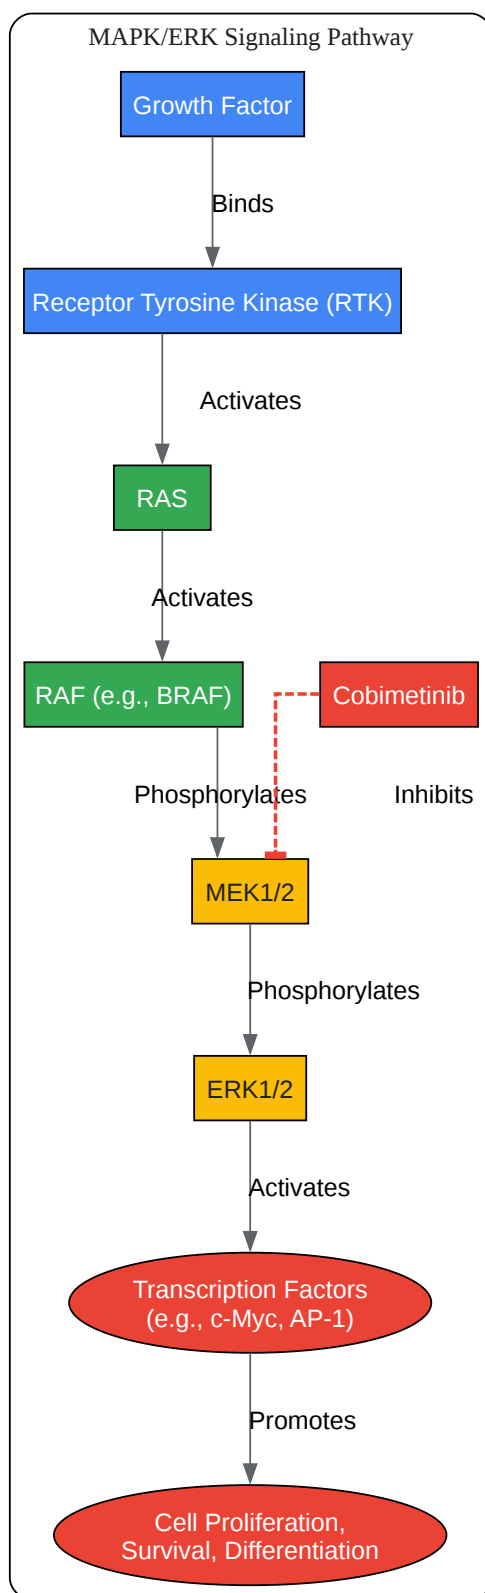 MAPK/ERK Signaling Pathway
Growth Factor
Binds
Receptor Tyrosine Kinase (RTK)
Activates
RAS
Activates
RAF (e.g., BRAF)
Cobimetinib
Phosphorylates
Inhibits
MEK1/2
Phosphorylates
ERK1/2
Activates
Transcription Factors
(e.g., c-Myc, AP-1)
Promotes
Cell Proliferation,
Survival, Differentiation